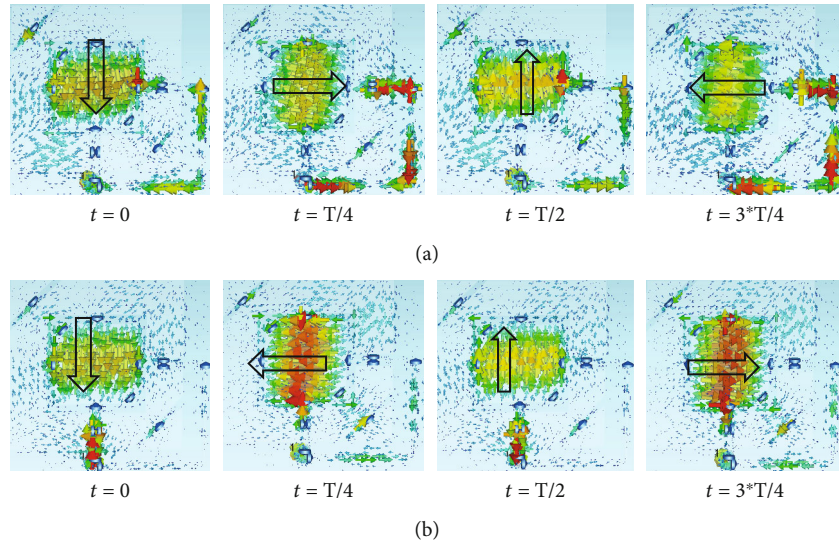 t = 0
t = T/4
t = T/2
t = 3*T/4
(a)
t = 0
t = T/4
t = T/2
t = 3*T/4
(b)